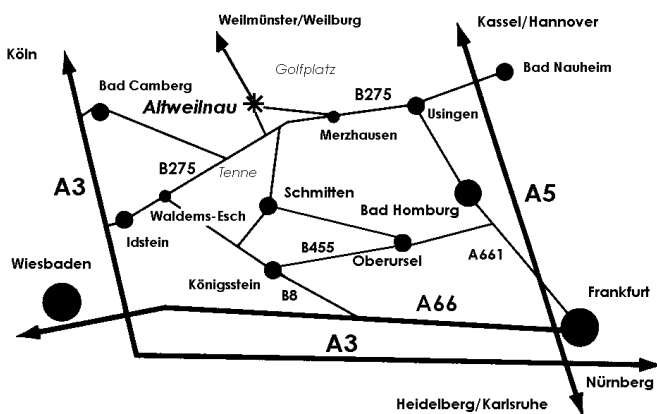 Weilmünster/Weilburg
Kassel/Hannover
Köln
Golfplatz
Bad Nauheim
Bad Camberg
Altweilnau
B275
Usingen
Merzhausen
B275
Tenne
A3
Schmitten
A5
Waldems-Esch
Bad Homburg
Idstein
B455
Oberursel
A661
Wiesbaden
Königsstein
B8
A66
Frankfurt
A3
Nürnberg
Heidelberg/Karlsruhe